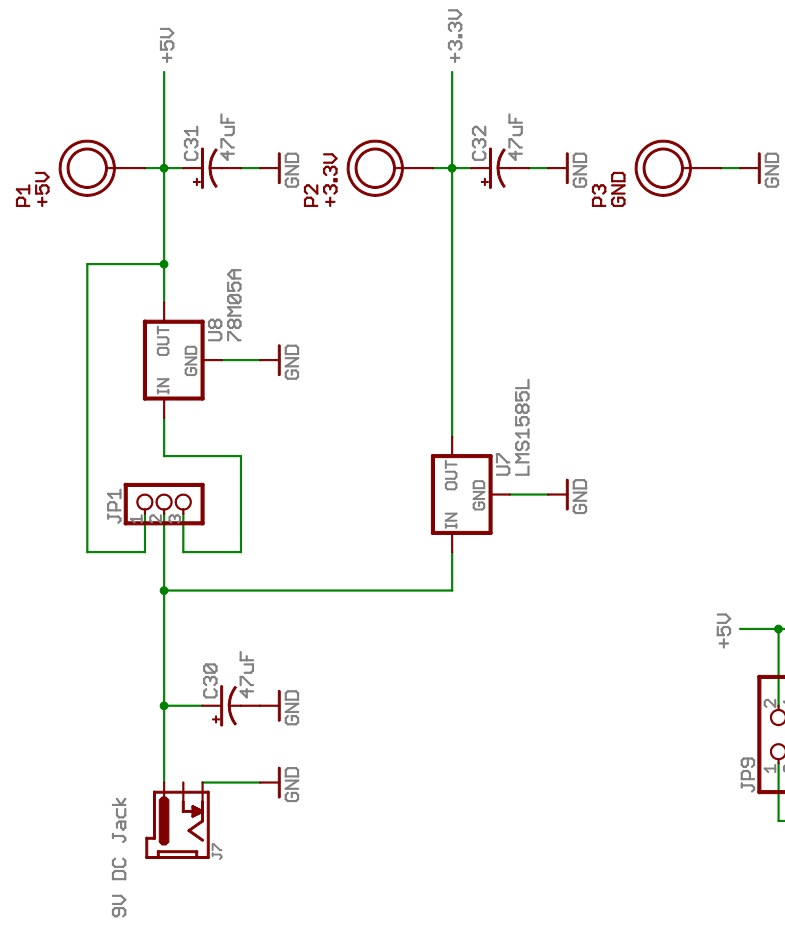 +5V
+3.3V
P1
+5V
C31
47uF
GND
P2
+3.3V
C32
47uF
GND
P3
GND
GND
OUT
GND
IN
U8
78M05A
GND
JP1
1
2
3
OUT
GND
IN
U7
LMS1585L
GND
+5V
C30
47uF
GND
JP9
2
1
GND
9V DC Jack
J7